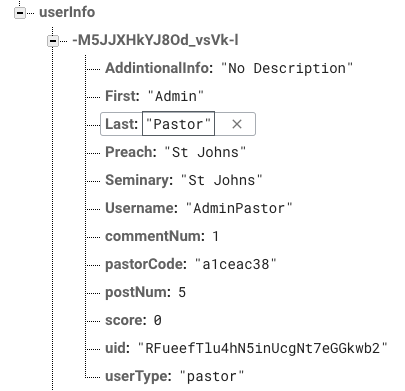 userInfo
-M5JJXHkYJ8Od_vsVk-l
AddintionalInfo: "No Description"
First: "Admin"
Last: "Pastor" ×
Preach: "St Johns"
Seminary: "St Johns"
Username: "AdminPastor"
commentNum: 1
pastorCode: "a1ceac38"
postNum: 5
score: 0
uid: "RFueefTlu4hN5inUcgNt7eGGkwb2"
userType: "pastor"